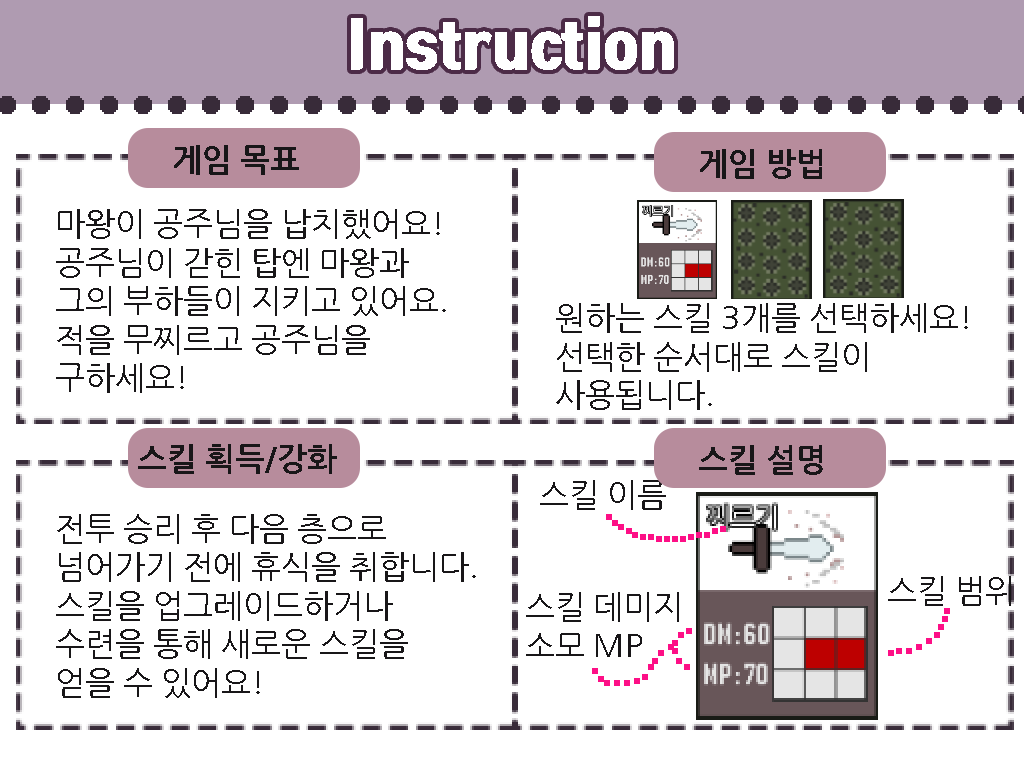 Instruction
게임 목표
마왕이 공주님을 납치했어요!
공주님이 갇힌 탑엔 마왕과
그의 부하들이 지키고 있어요.
적을 무찌르고 공주님을
구하세요!
게임 방법
찌르기
DM:60
MP:70
원하는 스킬 3개를 선택하세요!
선택한 순서대로 스킬이
사용됩니다.
스킬 획득/강화
전투 승리 후 다음 층으로
넘어가기 전에 휴식을 취합니다.
스킬을 업그레이드하거나
수련을 통해 새로운 스킬을
얻을 수 있어요!
스킬 설명
스킬 이름
찌르기
스킬 데미지
소모 MP
DM:60
MP:70
스킬 범위